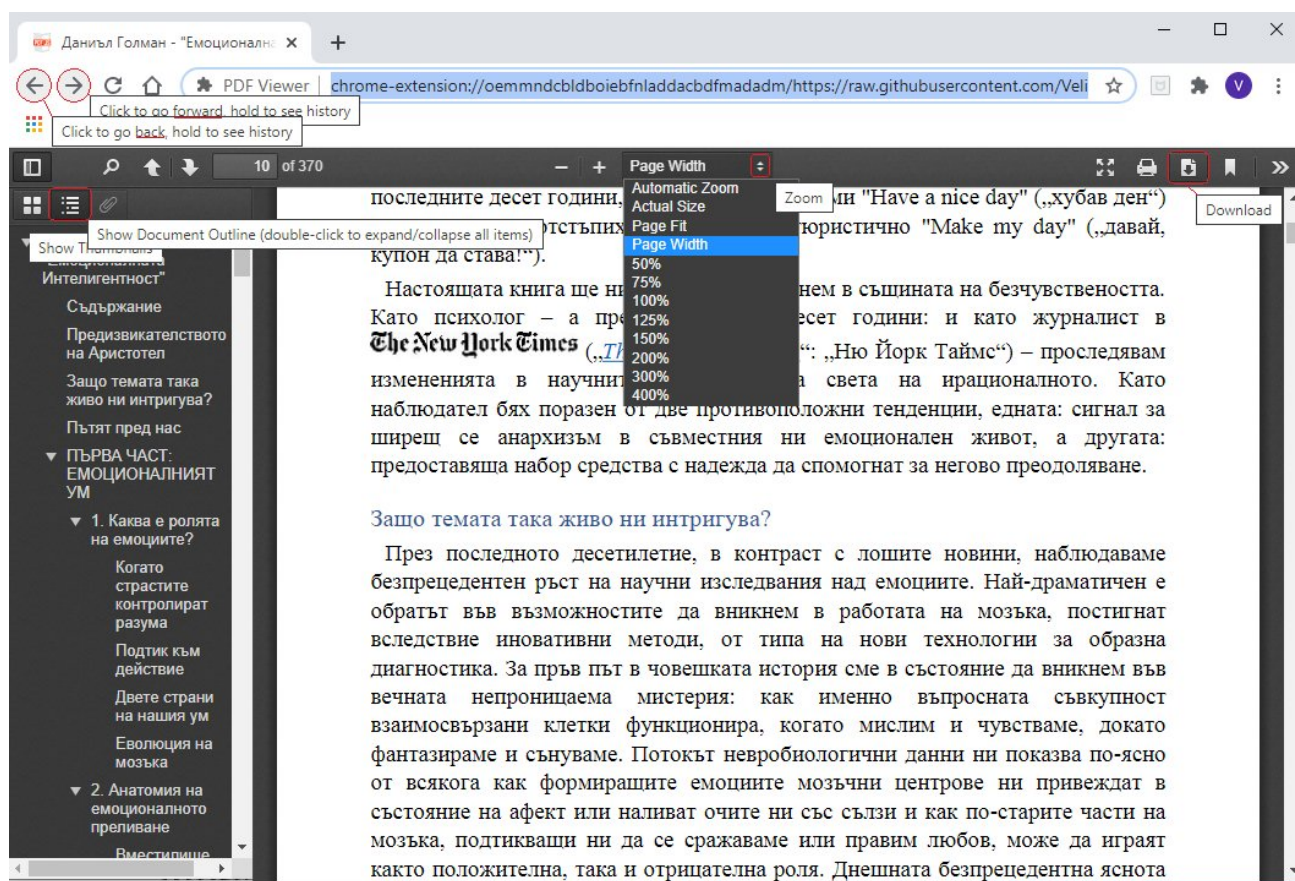 Даниъл Голман - "Емоционална
PDF Viewer
chrome-extension://oemmndcbldboiebfnladdacbdfmadadm/https://raw.githubusercontent.com/Veli
V
Click to go forward, hold to see history
Click to go back, hold to see history
10 of 370
Page Width
Automatic Zoom
Actual Size
Page Fit
Page Width
50%
75%
100%
125%
150%
200%
300%
400%
Zoom
Download
Show Document Outline (double-click to expand/collapse all items)
Show
Интелигентност"
Съдържание
Предизвикателството
на Аристотел
Защо темата така
живо ни интригува?
Пътят пред нас
ПЪРВА ЧАСТ:
ЕМОЦИОНАЛНИЯТ
УМ
1. Каква е ролята
на емоциите?
Когато
страстите
контролират
разума
Подтик към
действие
Двете страни
на нашия ум
Еволюция на
мозъка
2. Анатомия на
емоционалното
преливане
Вместилище
последните десет години, ми "Have a nice day" („хубав ден“)
"Make my day" („давай,
купон да става!“).
Настоящата книга ще в същината на безчувствеността.
Като психолог – а години: и като журналист в
The New York Times („ “: „Ню Йорк Таймс“) – проследявам
измененията в света на ирационалното. Като
наблюдател бях поразен от две противоположни тенденции, едната: сигнал за
ширещ се анархизъм в съвместния ни емоционален живот, а другата:
предоставяща набор средства с надежда да спомогнат за негово преодоляване.
Защо темата така живо ни интригува?
През последното десетилетие, в контраст с лошите новини, наблюдаваме
безпрецедентен ръст на научни изследвания над емоциите. Най-драматичен е
обратът във възможностите да вникнем в работата на мозъка, постигнат
вследствие иновативни методи, от типа на нови технологии за образна
диагностика. За пръв път в човешката история сме в състояние да вникнем във
вечната непроницаема мистерия: как именно въпросната съвкупност
взаимосвързани клетки функционира, когато мислим и чувстваме, докато
фантазираме и сънуваме. Потокът невробиологични данни ни показва по-ясно
от всякога как формиращите емоциите мозъчни центрове ни привеждат в
състояние на афект или наливат очите ни със сълзи и как по-старите части на
мозъка, подтикващи ни да се сражаваме или правим любов, може да играят
както положителна, така и отрицателна роля. Днешната безпрецедентна яснота